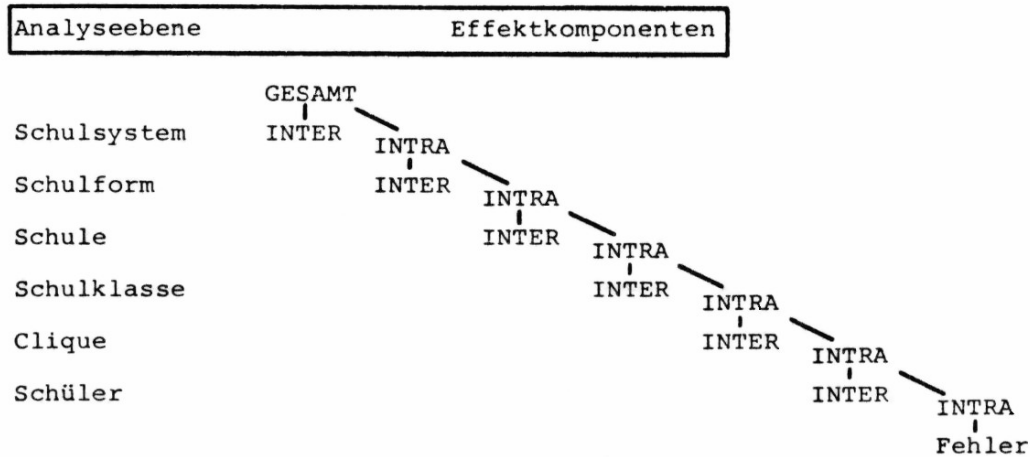 Analyseebene Effektkomponenten
GESAMT
Schulsystem INTER
INTRA
Schulform INTER
INTRA
Schule INTER
INTRA
Schulklasse INTER
INTRA
Clique INTER
INTRA
Schüler INTER
INTRA
Fehler